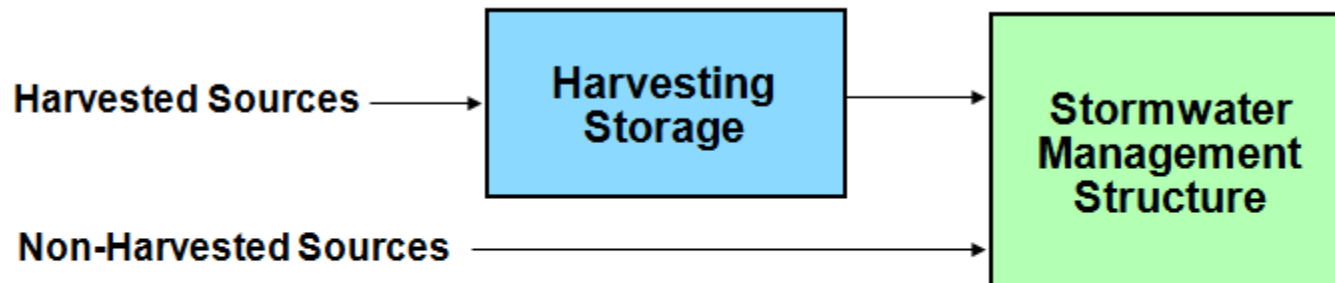 Harvested Sources
Harvesting
Storage
Stormwater
Management
Structure
Non-Harvested Sources